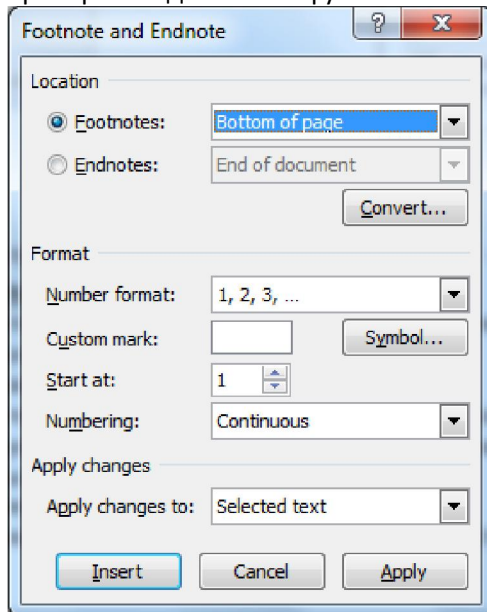 Footnote and Endnote
Location
Footnotes: Bottom of page
Endnotes: End of document
Convert...
Format
Number format: 1, 2, 3, ...
Custom mark: Symbol...
Start at: 1
Numbering: Continuous
Apply changes
Apply changes to: Selected text
Insert Cancel Apply